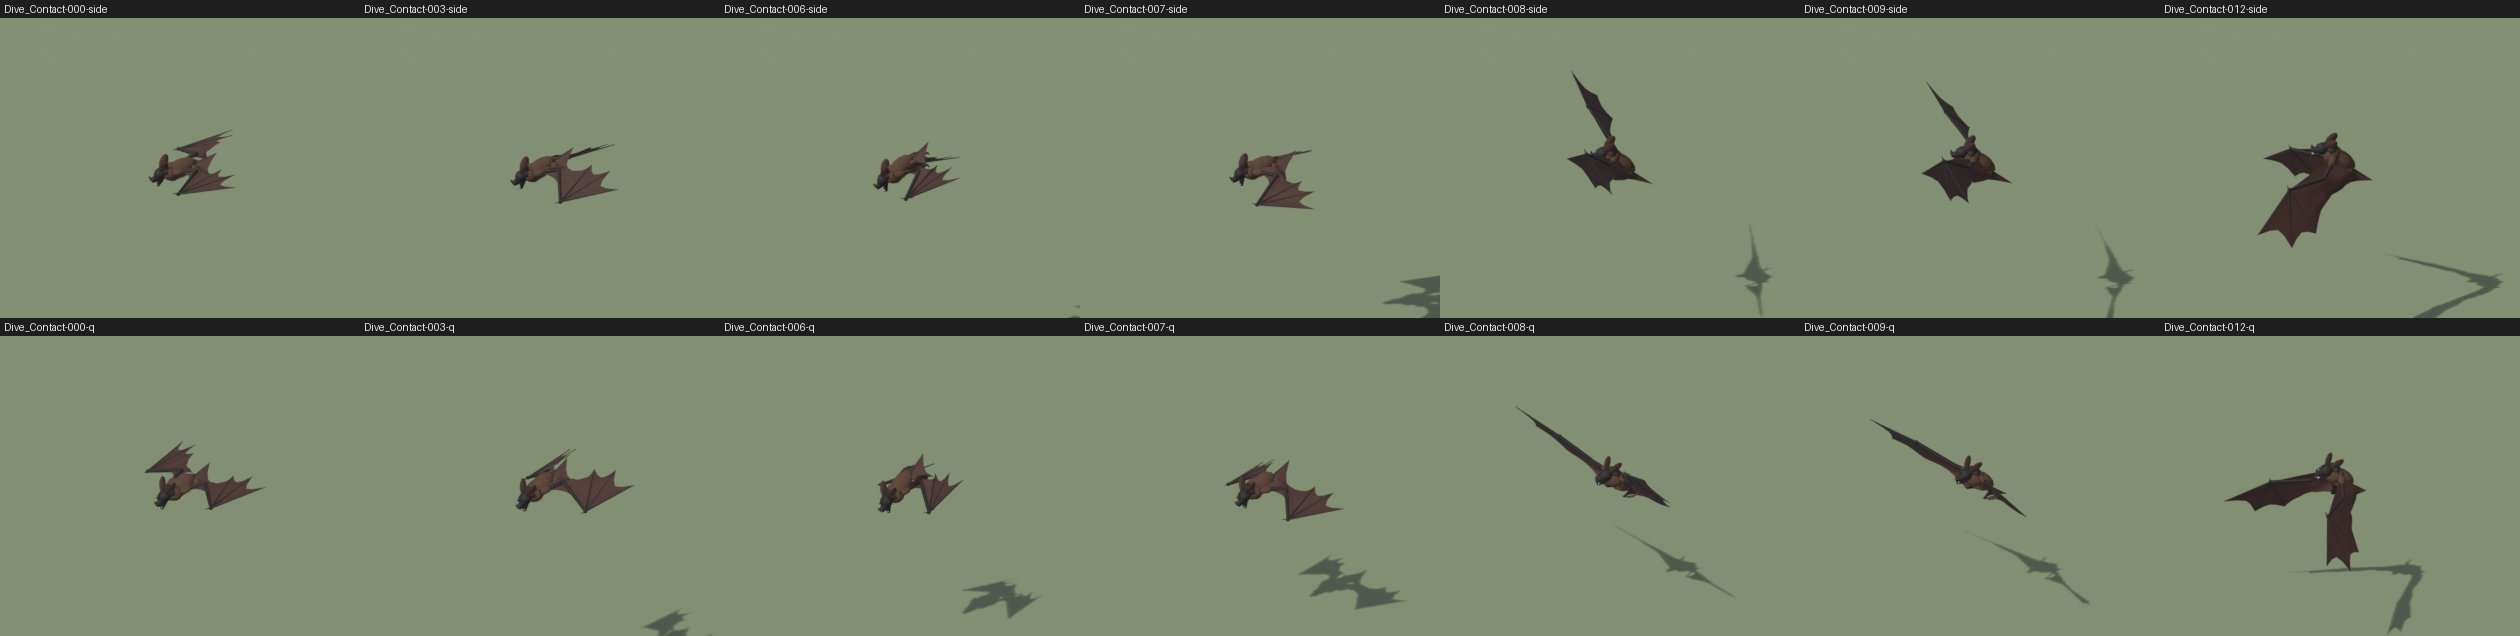 Dive_Contact-000-side
Dive_Contact-003-side
Dive_Contact-006-side
Dive_Contact-007-side
Dive_Contact-008-side
Dive_Contact-009-side
Dive_Contact-012-side
Dive_Contact-000-q
Dive_Contact-003-q
Dive_Contact-006-q
Dive_Contact-007-q
Dive_Contact-008-q
Dive_Contact-009-q
Dive_Contact-012-q